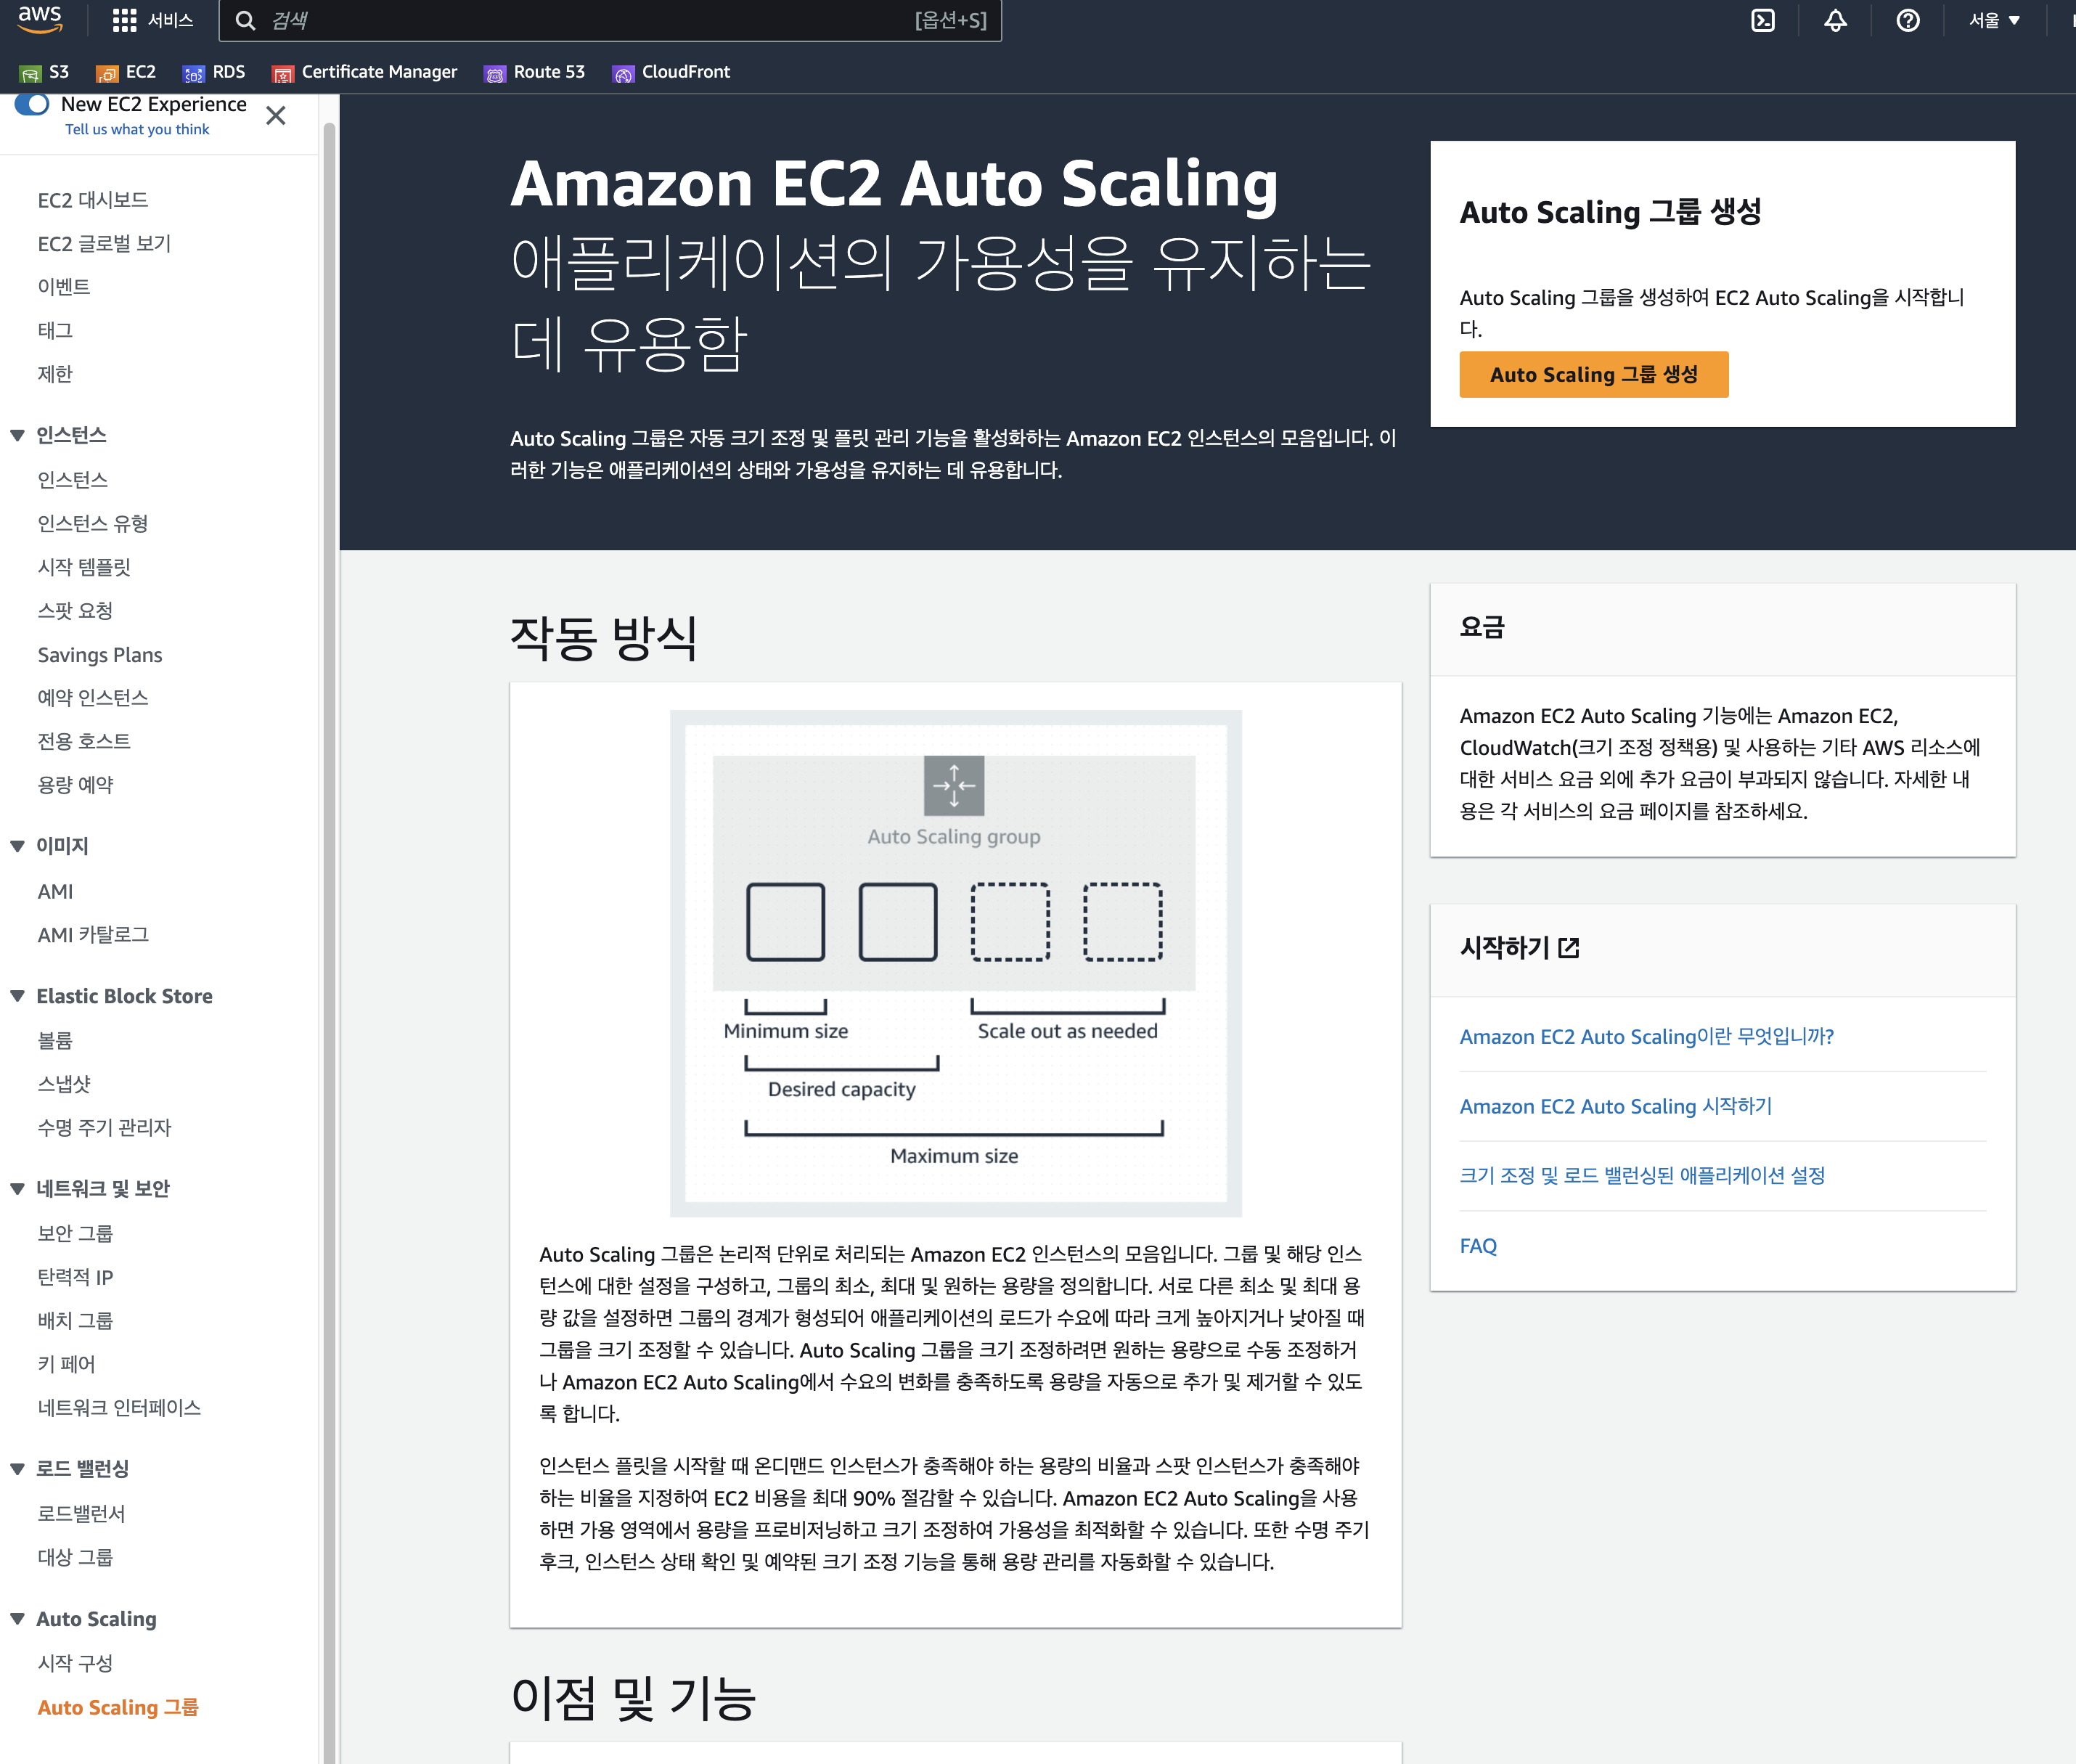 aws
서비스
검색
[옵션+S]
서울 ▼
S3
EC2
RDS
Certificate Manager
Route 53
CloudFront
New EC2 Experience
Tell us what you think
EC2 대시보드
EC2 글로벌 보기
이벤트
태그
제한
인스턴스
인스턴스
인스턴스 유형
시작 템플릿
스팟 요청
Savings Plans
예약 인스턴스
전용 호스트
용량 예약
이미지
AMI
AMI 카탈로그
Elastic Block Store
볼륨
스냅샷
수명 주기 관리자
네트워크 및 보안
보안 그룹
탄력적 IP
배치 그룹
키 페어
네트워크 인터페이스
로드 밸런싱
로드밸런서
대상 그룹
Auto Scaling
시작 구성
Auto Scaling 그룹
Amazon EC2 Auto Scaling
애플리케이션의 가용성을 유지하는
데 유용함
Auto Scaling 그룹은 자동 크기 조정 및 플릿 관리 기능을 활성화하는 Amazon EC2 인스턴스의 모음입니다. 이
러한 기능은 애플리케이션의 상태와 가용성을 유지하는 데 유용합니다.
Auto Scaling 그룹 생성
Auto Scaling 그룹을 생성하여 EC2 Auto Scaling을 시작합니
다.
Auto Scaling 그룹 생성
작동 방식
Auto Scaling group
Minimum size
Scale out as needed
Desired capacity
Maximum size
Auto Scaling 그룹은 논리적 단위로 처리되는 Amazon EC2 인스턴스의 모음입니다. 그룹 및 해당 인스
턴스에 대한 설정을 구성하고, 그룹의 최소, 최대 및 원하는 용량을 정의합니다. 서로 다른 최소 및 최대 용
량 값을 설정하면 그룹의 경계가 형성되어 애플리케이션의 로드가 수요에 따라 크게 높아지거나 낮아질 때
그룹을 크기 조정할 수 있습니다. Auto Scaling 그룹을 크기 조정하려면 원하는 용량으로 수동 조정하거
나 Amazon EC2 Auto Scaling에서 수요의 변화를 충족하도록 용량을 자동으로 추가 및 제거할 수 있도
록 합니다.
인스턴스 플릿을 시작할 때 온디맨드 인스턴스가 충족해야 하는 용량의 비율과 스팟 인스턴스가 충족해야
하는 비율을 지정하여 EC2 비용을 최대 90% 절감할 수 있습니다. Amazon EC2 Auto Scaling을 사용
하면 가용 영역에서 용량을 프로비저닝하고 크기 조정하여 가용성을 최적화할 수 있습니다. 또한 수명 주기
후크, 인스턴스 상태 확인 및 예약된 크기 조정 기능을 통해 용량 관리를 자동화할 수 있습니다.
이점 및 기능
요금
Amazon EC2 Auto Scaling 기능에는 Amazon EC2,
CloudWatch(크기 조정 정책용) 및 사용하는 기타 AWS 리소스에
대한 서비스 요금 외에 추가 요금이 부과되지 않습니다. 자세한 내
용은 각 서비스의 요금 페이지를 참조하세요.
시작하기
Amazon EC2 Auto Scaling이란 무엇입니까?
Amazon EC2 Auto Scaling 시작하기
크기 조정 및 로드 밸런싱된 애플리케이션 설정
FAQ